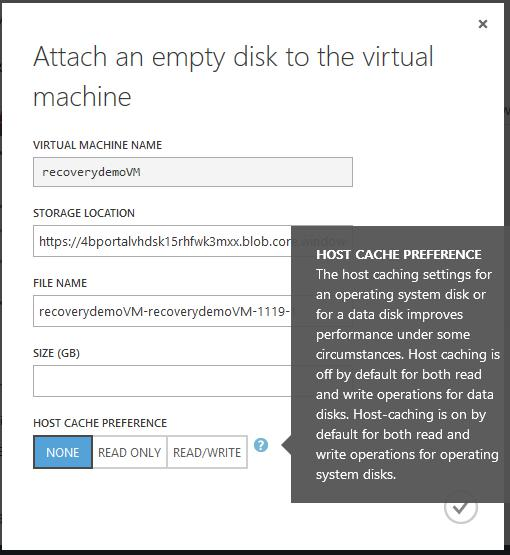 Attach an empty disk to the virtual
machine
VIRTUAL MACHINE NAME
recoverydemoVM
STORAGE LOCATION
https://4bportalvhdsk15rhfwk3mxx.blob.core.window
FILE NAME
recoverydemoVM-recoverydemoVM-1119-
SIZE (GB)
HOST CACHE PREFERENCE
NONE READ ONLY READ/WRITE ?
HOST CACHE PREFERENCE
The host caching settings for
an operating system disk or
for a data disk improves
performance under some
circumstances. Host caching is
off by default for both read
and write operations for data
disks. Host-caching is on by
default for both read and
write operations for operating
system disks.